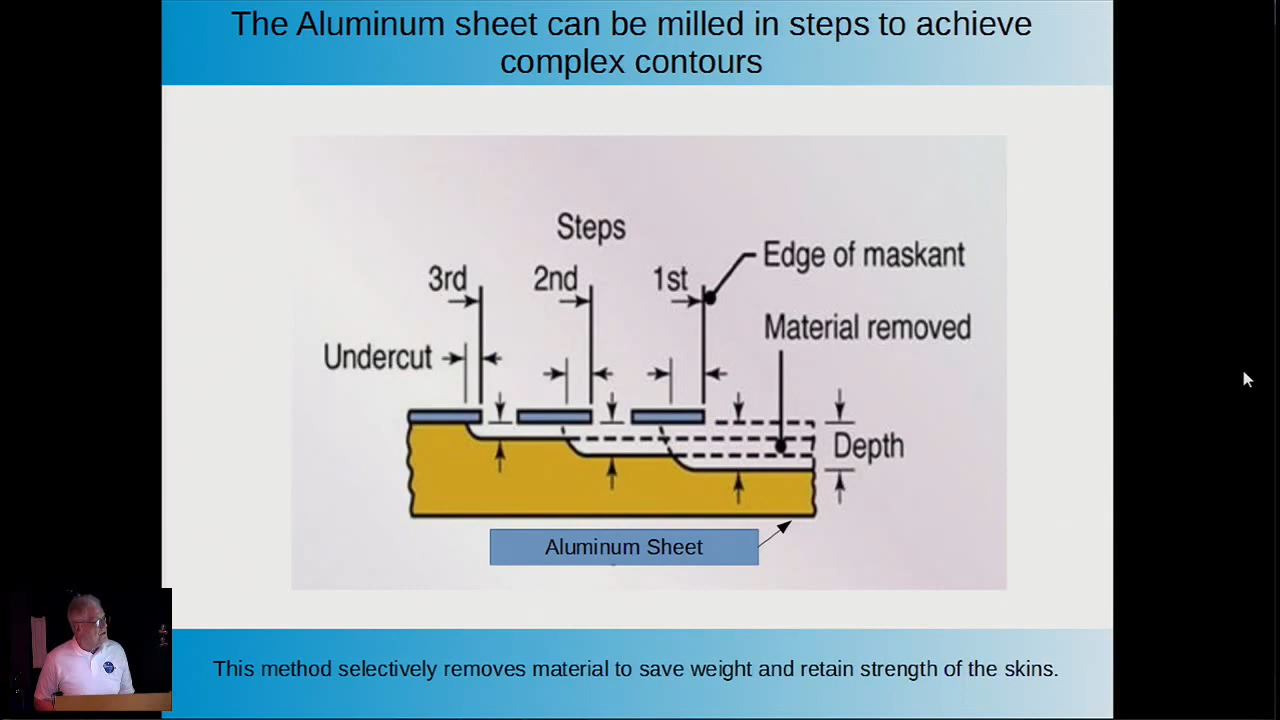 The Aluminum sheet can be milled in steps to achieve
complex contours
Steps
3rd
2nd
1st
Edge of maskant
Material removed
Undercut
Depth
Aluminum Sheet
This method selectively removes material to save weight and retain strength of the skins.